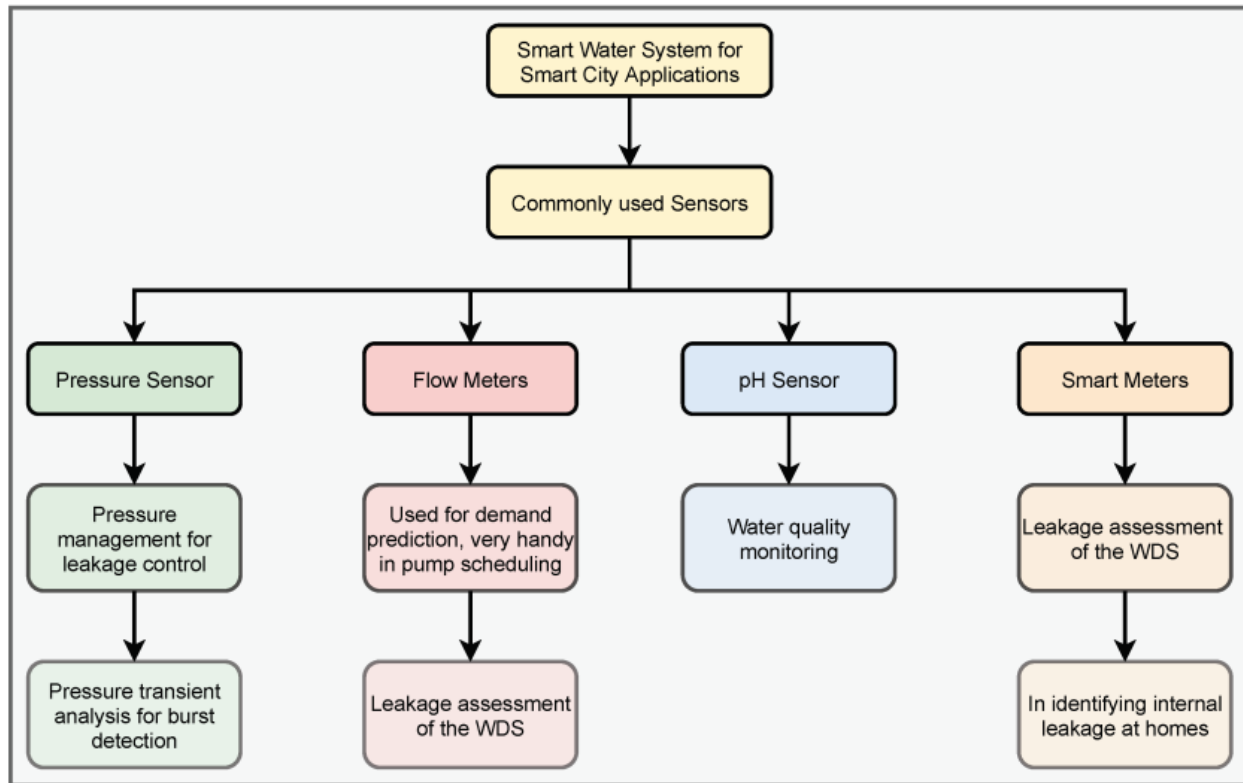 Smart Water System for
Smart City Applications
Commonly used Sensors
Pressure Sensor
Flow Meters
pH Sensor
Smart Meters
Pressure
management for
leakage control
Used for demand
prediction, very handy
in pump scheduling
Water quality
monitoring
Leakage assessment
of the WDS
Pressure transient
analysis for burst
detection
Leakage assessment
of the WDS
In identifying internal
leakage at homes